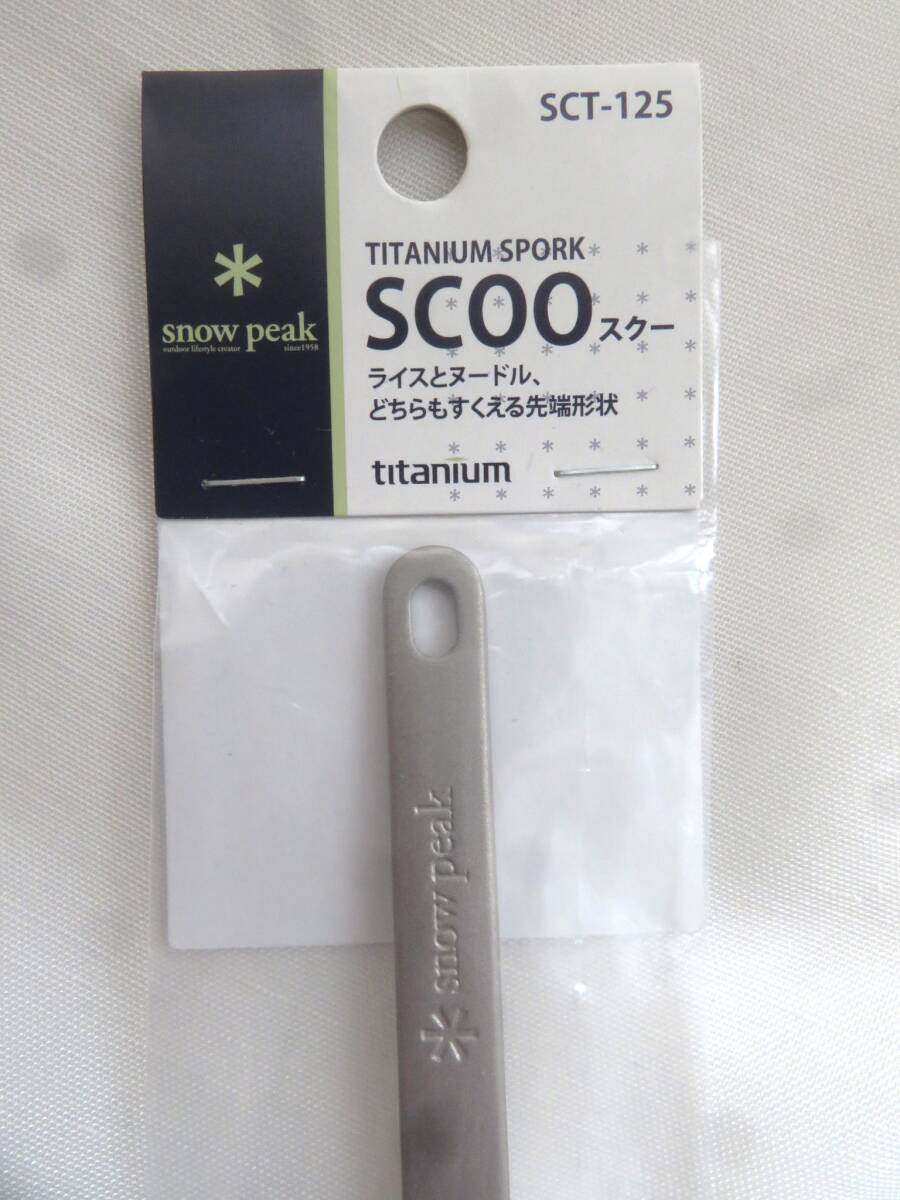 SCT-125
snow peak
outdoor lifestyle creator since1958
TITANIUM SPORK
SCOO スクー
ライスとヌードル、
どちらもすくえる先端形状
titanium
snow peak